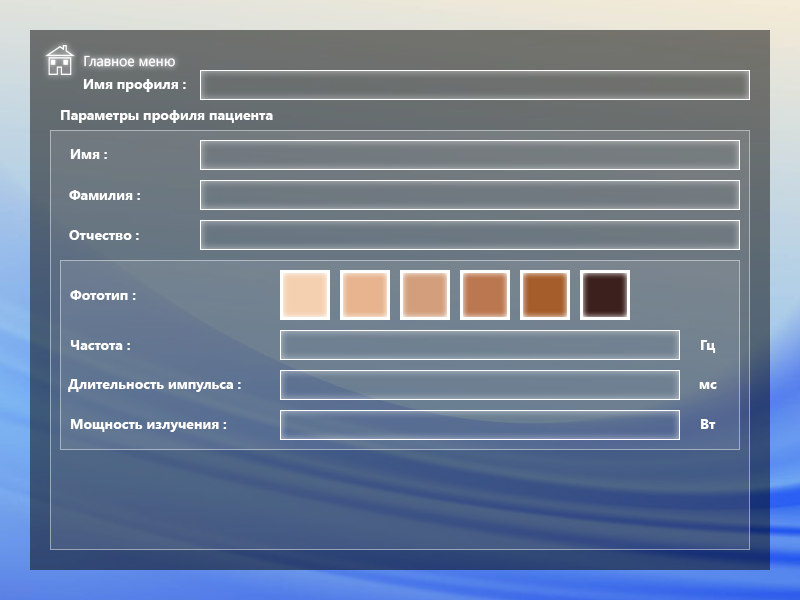 Главное меню
Имя профиля :
Параметры профиля пациента
Имя :
Фамилия :
Отчество :
Фототип :
Частота : Гц
Длительность импульса : мс
Мощность излучения : Вт